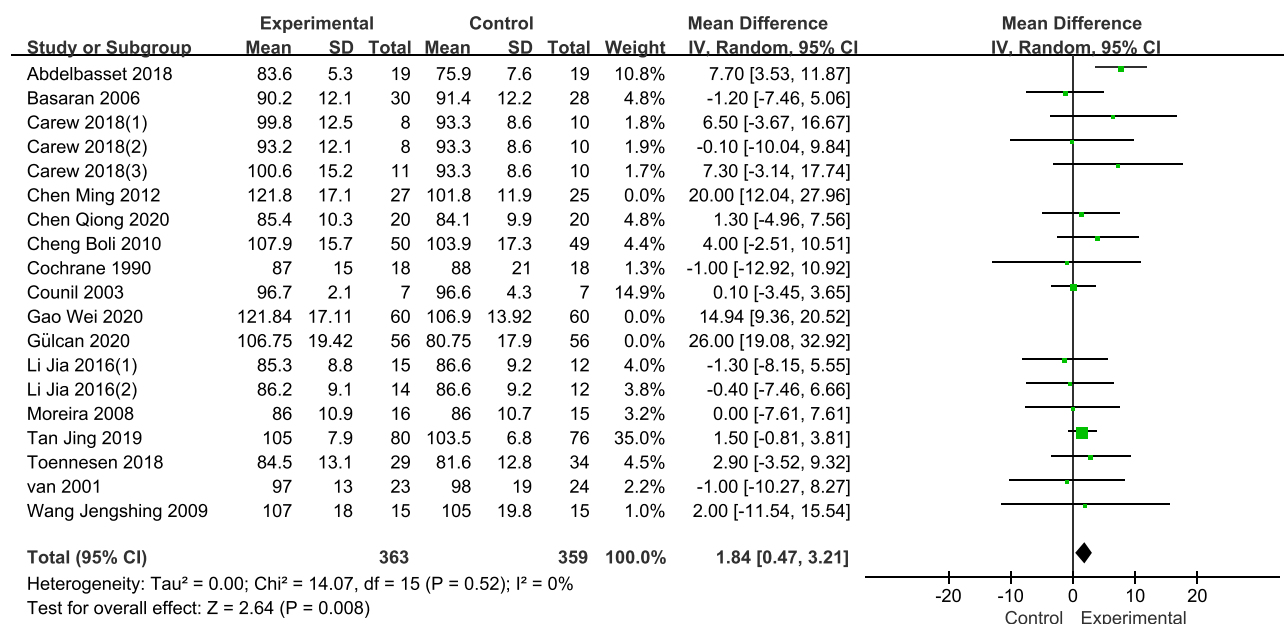 Experimental Control Mean Difference Mean Difference
Study or Subgroup Mean SD Total Mean SD Total Weight IV, Random, 95% CI IV, Random, 95% CI
Abdelbasset 2018 83.6 5.3 19 75.9 7.6 19 10.8% 7.70 [3.53, 11.87]
Basaran 2006 90.2 12.1 30 91.4 12.2 28 4.8% -1.20 [-7.46, 5.06]
Carew 2018(1) 99.8 12.5 8 93.3 8.6 10 1.8% 6.50 [-3.67, 16.67]
Carew 2018(2) 93.2 12.1 8 93.3 8.6 10 1.9% -0.10 [-10.04, 9.84]
Carew 2018(3) 100.6 15.2 11 93.3 8.6 10 1.7% 7.30 [-3.14, 17.74]
Chen Ming 2012 121.8 17.1 27 101.8 11.9 25 0.0% 20.00 [12.04, 27.96]
Chen Qiong 2020 85.4 10.3 20 84.1 9.9 20 4.8% 1.30 [-4.96, 7.56]
Cheng Boli 2010 107.9 15.7 50 103.9 17.3 49 4.4% 4.00 [-2.51, 10.51]
Cochrane 1990 87 15 18 88 21 18 1.3% -1.00 [-12.92, 10.92]
Counil 2003 96.7 2.1 7 96.6 4.3 7 14.9% 0.10 [-3.45, 3.65]
Gao Wei 2020 121.84 17.11 60 106.9 13.92 60 0.0% 14.94 [9.36, 20.52]
Gülcan 2020 106.75 19.42 56 80.75 17.9 56 0.0% 26.00 [19.08, 32.92]
Li Jia 2016(1) 85.3 8.8 15 86.6 9.2 12 4.0% -1.30 [-8.15, 5.55]
Li Jia 2016(2) 86.2 9.1 14 86.6 9.2 12 3.8% -0.40 [-7.46, 6.66]
Moreira 2008 86 10.9 16 86 10.7 15 3.2% 0.00 [-7.61, 7.61]
Tan Jing 2019 105 7.9 80 103.5 6.8 76 35.0% 1.50 [-0.81, 3.81]
Toennesen 2018 84.5 13.1 29 81.6 12.8 34 4.5% 2.90 [-3.52, 9.32]
van 2001 97 13 23 98 19 24 2.2% -1.00 [-10.27, 8.27]
Wang Jengshing 2009 107 18 15 105 19.8 15 1.0% 2.00 [-11.54, 15.54]
Total (95% CI) 363 359 100.0% 1.84 [0.47, 3.21]
Heterogeneity: Tau² = 0.00; Chi² = 14.07, df = 15 (P = 0.52); I² = 0%
Test for overall effect: Z = 2.64 (P = 0.008)
-20 -10 0 10 20
Control Experimental